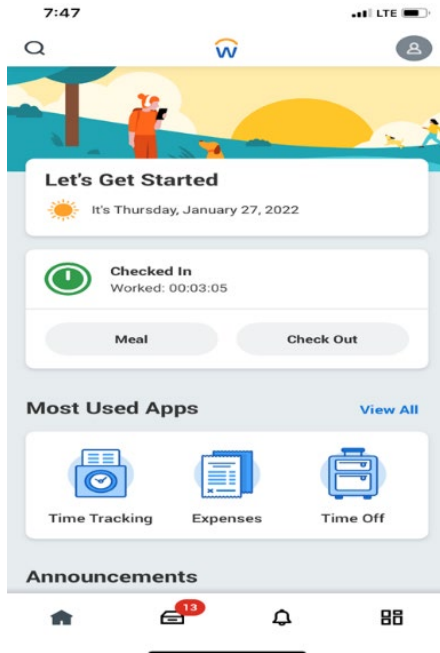 7:47 LTE
W
Let's Get Started
It's Thursday, January 27, 2022
Checked In
Worked: 00:03:05
Meal Check Out
Most Used Apps View All
Time Tracking Expenses Time Off
Announcements
13